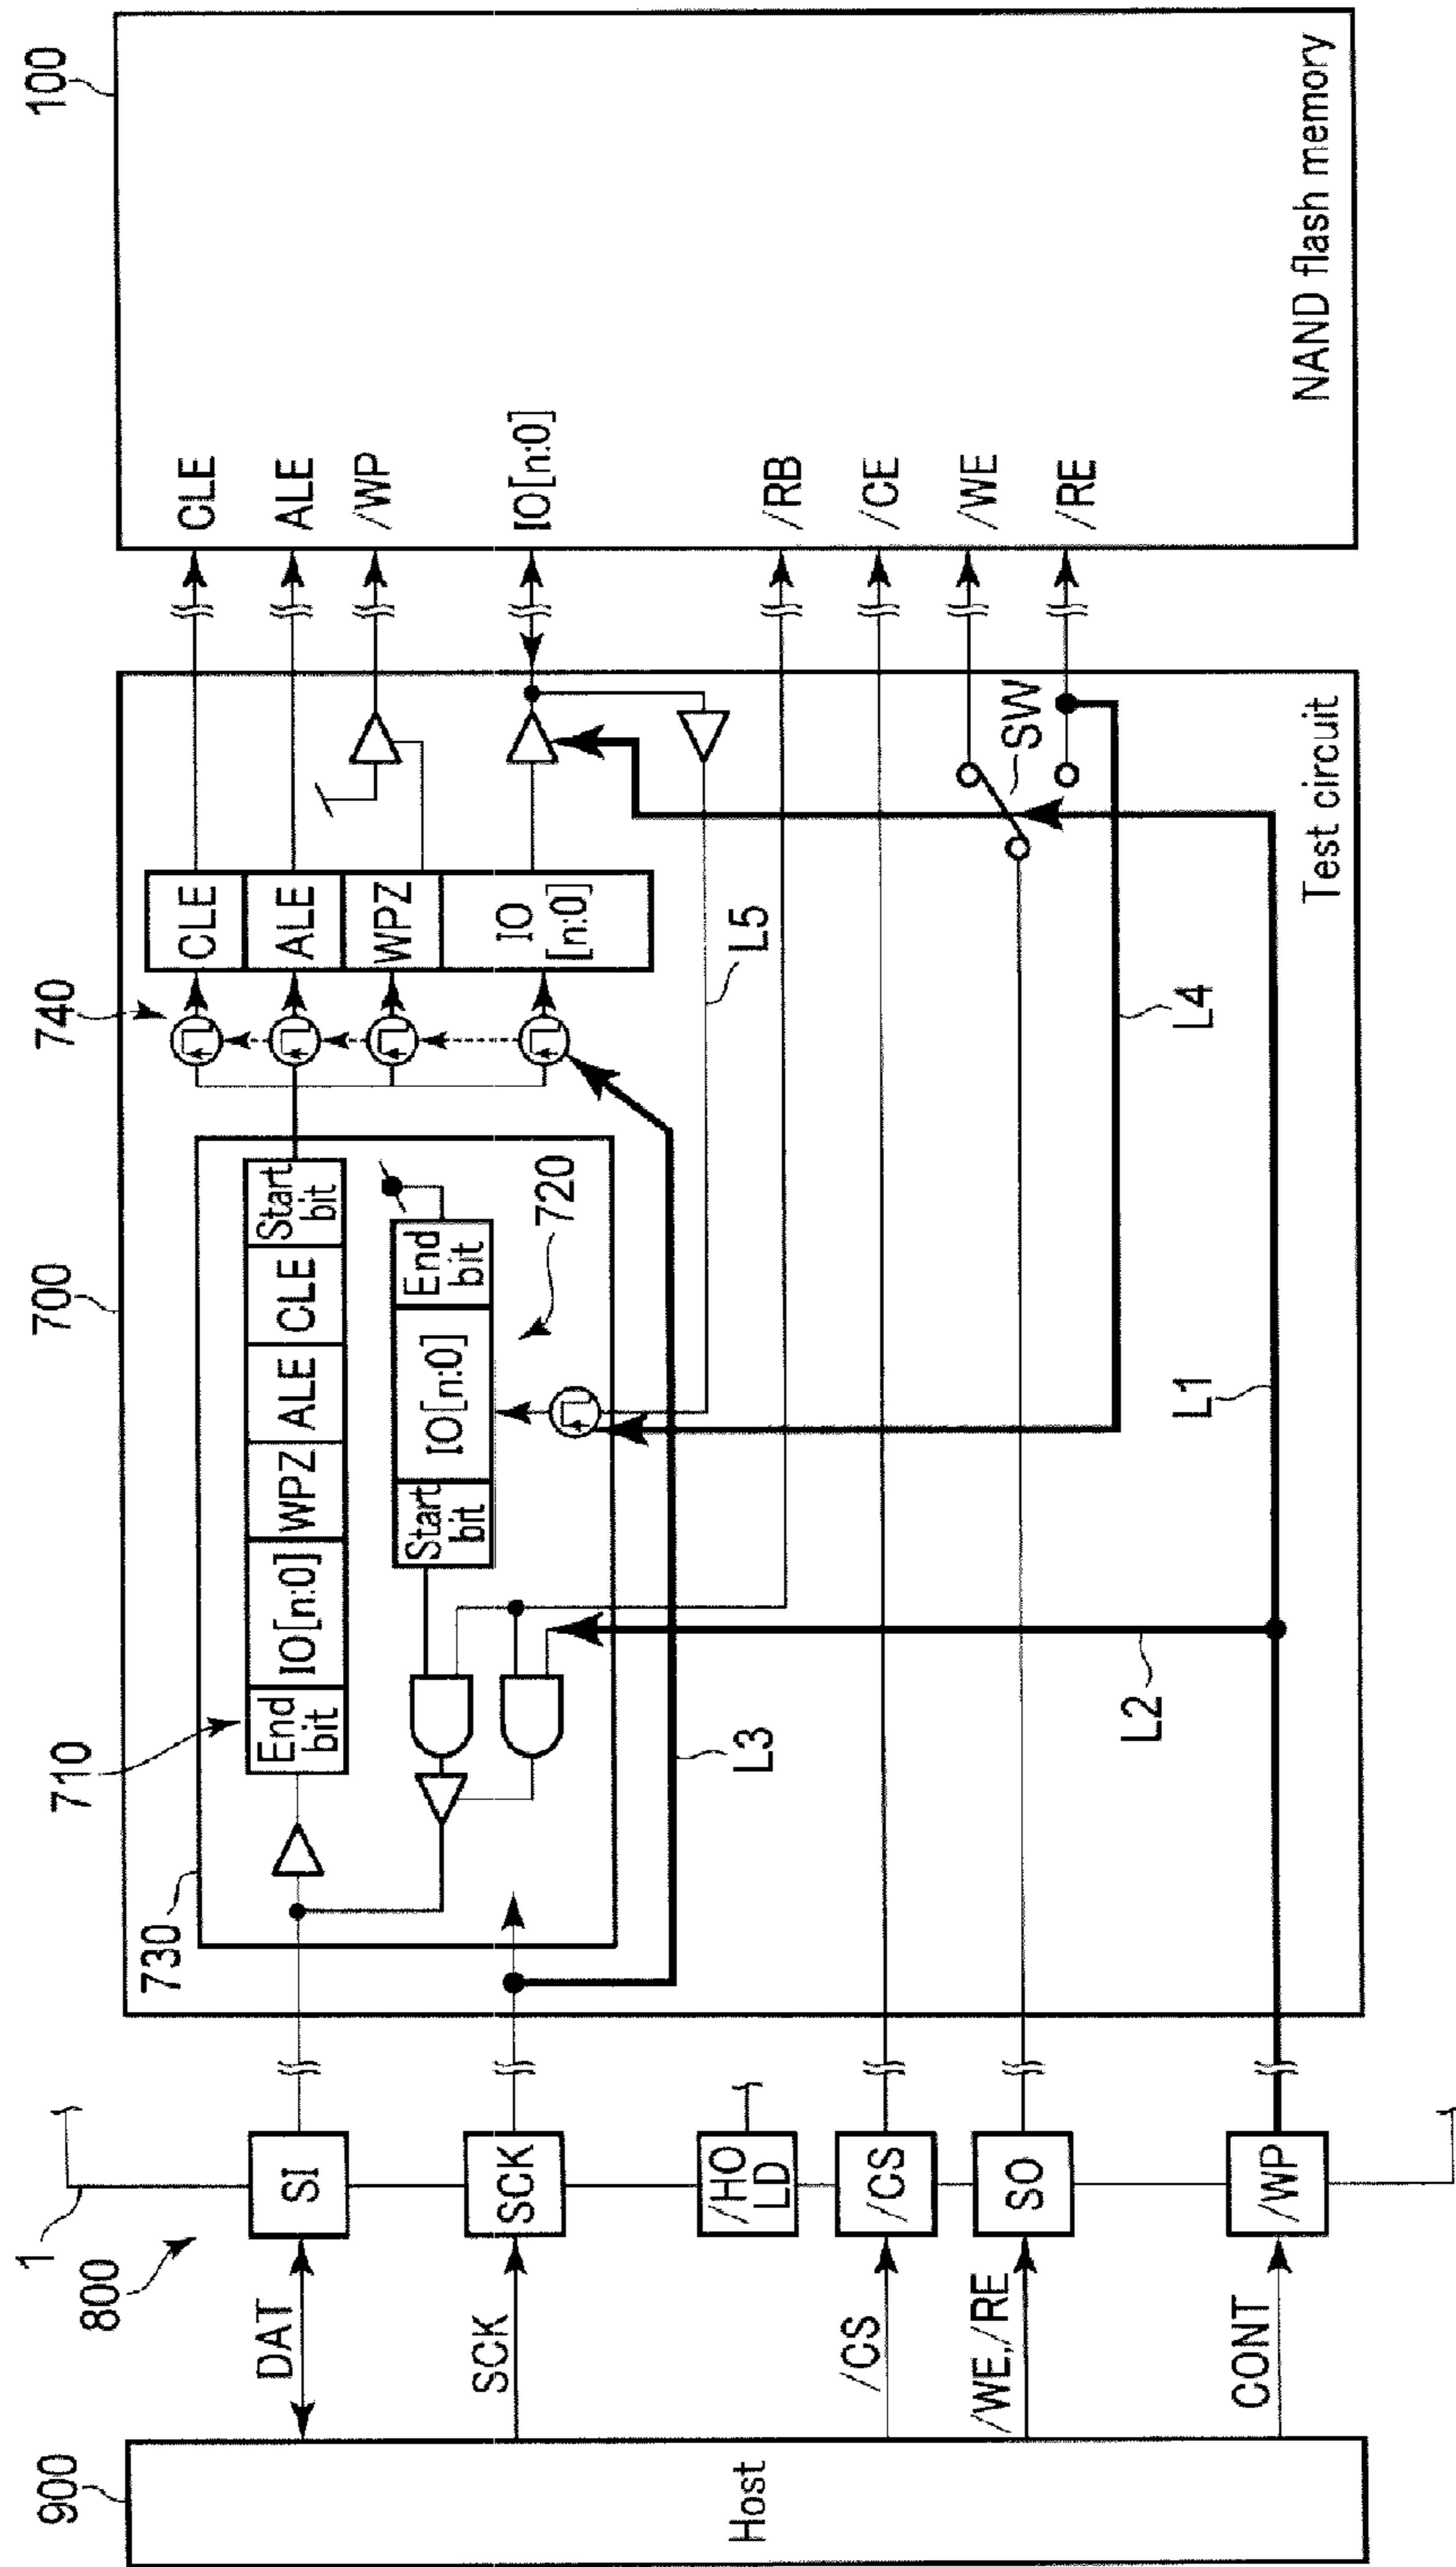 900
Host
DAT
SCK
/CS
/WE,/RE
CONT
800
1
SI
SCK
/HO
LD
/CS
SO
/WP
700
Test circuit
730
710
End
bit
IO[n:0]
WPZ
ALE
CLE
Start
bit
Start
bit
IO[n:0]
End
bit
720
L3
L2
L1
L4
L5
740
CLE
ALE
WPZ
IO
[n:0]
SW
100
CLE
ALE
/WP
IO[n:0]
/RB
/CE
/WE
/RE
NAND flash memory